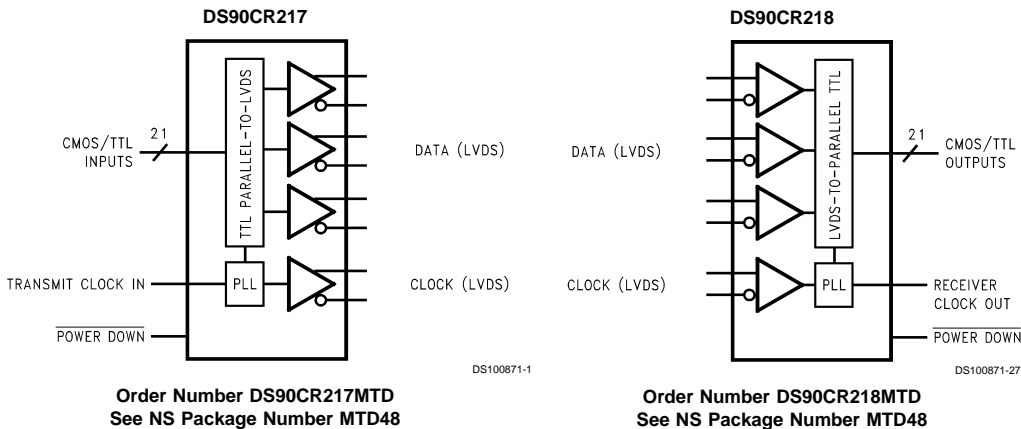 DS90CR217
TTL PARALLEL-TO-LVDS
CMOS/TTL
INPUTS
21
DATA (LVDS)
TRANSMIT CLOCK IN
PLL
CLOCK (LVDS)
POWER DOWN
DS100871-1
Order Number DS90CR217MTD
See NS Package Number MTD48
DS90CR218
DATA (LVDS)
LVDS-TO-PARALLEL TTL
21
CMOS/TTL
OUTPUTS
CLOCK (LVDS)
PLL
RECEIVER
CLOCK OUT
POWER DOWN
DS100871-27
Order Number DS90CR218MTD
See NS Package Number MTD48